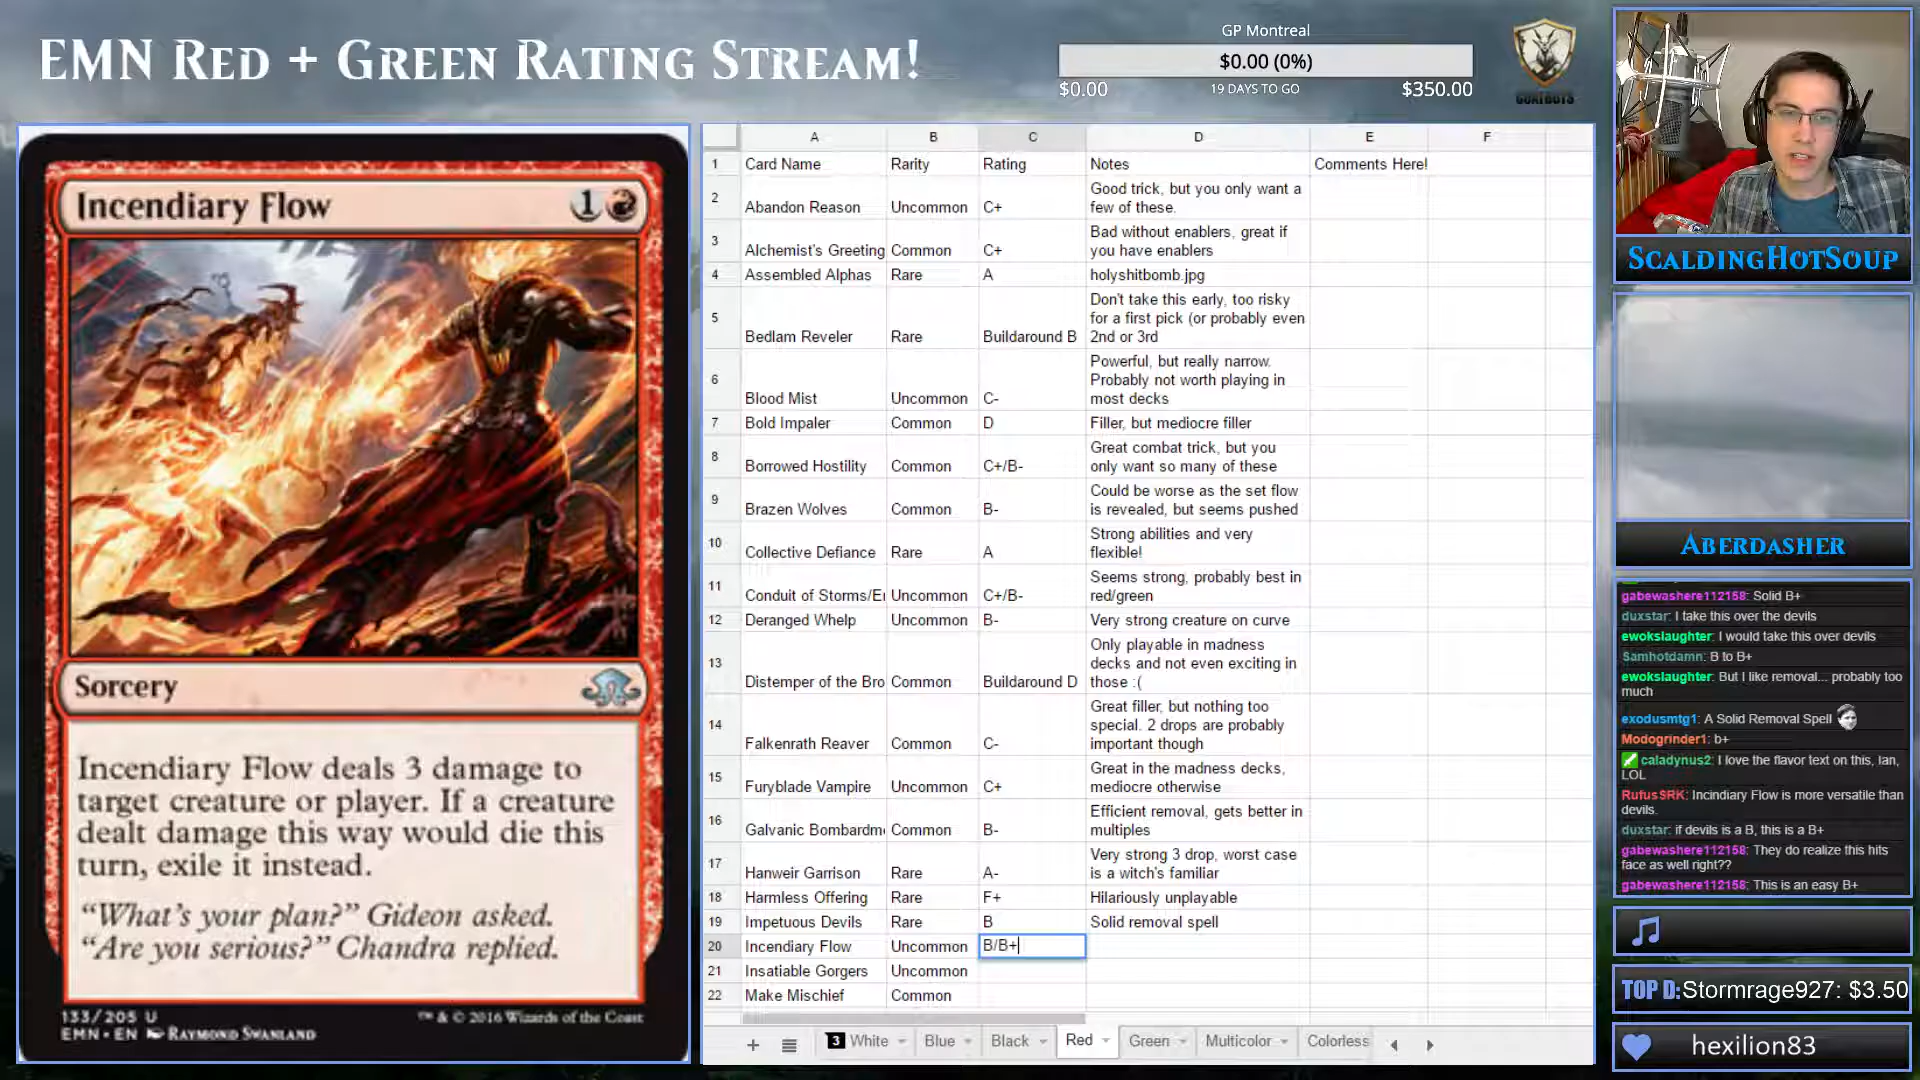 EMN Red + Green Rating Stream!
GP Montreal
$0.00 (0%)
$0.00 19 DAYS TO GO $350.00
GOATBOTS
Incendiary Flow 1
Sorcery
Incendiary Flow deals 3 damage to
target creature or player. If a creature
dealt damage this way would die this
turn, exile it instead.
“What's your plan?” Gideon asked.
“Are you serious?” Chandra replied.
133/205 U
EMN • EN Raymond Swanland
™ & © 2016 Wizards of the Coast
A B C D E F
1 Card Name Rarity Rating Notes Comments Here!
2 Abandon Reason Uncommon C+ Good trick, but you only want a
few of these.
3 Alchemist's Greeting Common C+ Bad without enablers, great if
you have enablers
4 Assembled Alphas Rare A holyshitbomb.jpg
5 Bedlam Reveler Rare Buildaround B Don't take this early, too risky
for a first pick (or probably even
2nd or 3rd
6 Blood Mist Uncommon C- Powerful, but really narrow.
Probably not worth playing in
most decks
7 Bold Impaler Common D Filler, but mediocre filler
8 Borrowed Hostility Common C+/B- Great combat trick, but you
only want so many of these
9 Brazen Wolves Common B- Could be worse as the set flow
is revealed, but seems pushed
10 Collective Defiance Rare A Strong abilities and very
flexible!
11 Conduit of Storms/E Uncommon C+/B- Seems strong, probably best in
red/green
12 Deranged Whelp Uncommon B- Very strong creature on curve
13 Distemper of the Bro Common Buildaround D Only playable in madness
decks and not even exciting in
those :(
14 Falkenrath Reaver Common C- Great filler, but nothing too
special. 2 drops are probably
important though
15 Furyblade Vampire Uncommon C+ Great in the madness decks,
mediocre otherwise
16 Galvanic Bombardm Common B- Efficient removal, gets better in
multiples
17 Hanweir Garrison Rare A- Very strong 3 drop, worst case
is a witch's familiar
18 Harmless Offering Rare F+ Hilariously unplayable
19 Impetuous Devils Rare B Solid removal spell
20 Incendiary Flow Uncommon B/B+
21 Insatiable Gorgers Uncommon
22 Make Mischief Common
+ 3 White Blue Black Red Green Multicolor Colorless
ScaldingHotSoup
Aberdasher
gabewashere112158: Solid B+
duxstar: I take this over the devils
ewokslaughter: I would take this over devils
Samhotdamn: B to B+
ewokslaughter: But I like removal... probably too
much
exodusmtg1: A Solid Removal Spell
Modogrinder1: b+
caladynus2: I love the flavor text on this, Ian,
LOL
RufusSRK: Incindiary Flow is more versatile than
devils.
duxstar: if devils is a B, this is a B+
gabewashere112158: They do realize this hits
face as well right??
gabewashere112158: This is an easy B+
TOP D: Stormrage927: $3.50
hexilion83